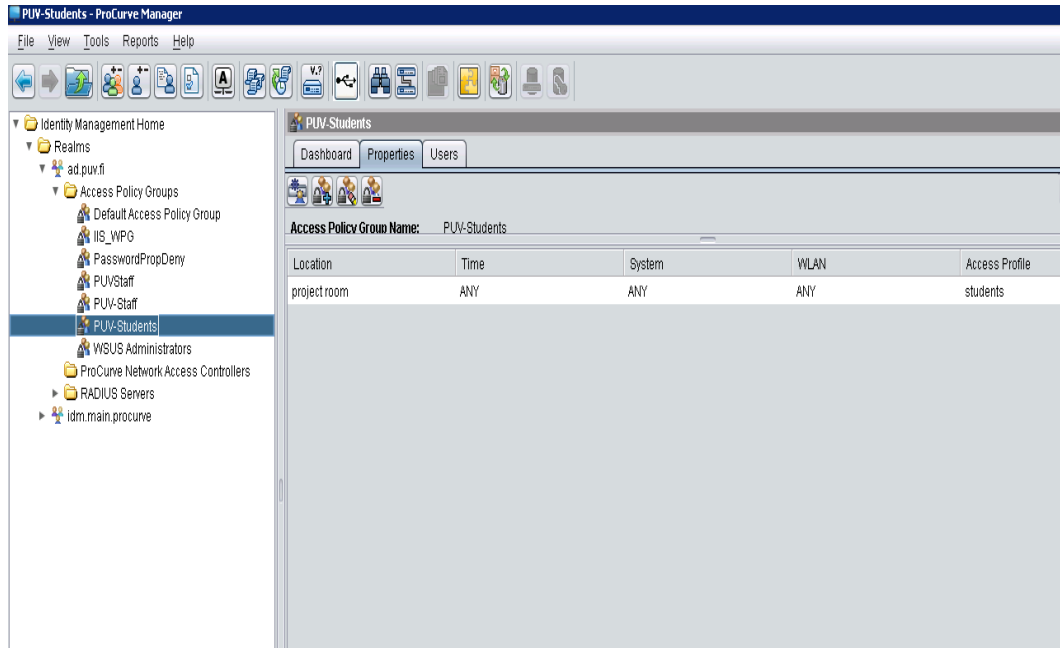 PUV-Students - ProCurve Manager
File View Tools Reports Help
A V.?
Identity Management Home
Realms
ad.puv.fi
Access Policy Groups
Default Access Policy Group
IIS_WPG
PasswordPropDeny
PUVStaff
PUV-Staff
PUV-Students
WSUS Administrators
ProCurve Network Access Controllers
RADIUS Servers
idm.main.procurve
PUV-Students
Dashboard Properties Users
Access Policy Group Name: PUV-Students
Location Time System WLAN Access Profile
project room ANY ANY ANY students